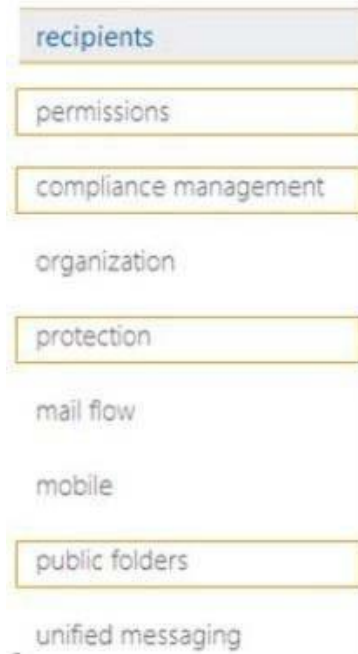 recipients
permissions
compliance management
organization
protection
mail flow
mobile
public folders
unified messaging